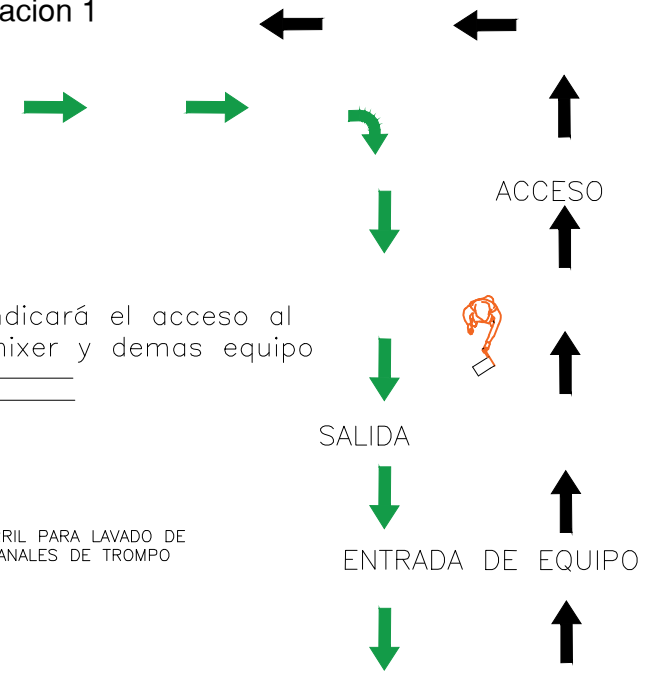 acion 1
ACCESO
ndicará el acceso al
mixer y demas equipo
SALIDA
RIL PARA LAVADO DE
ANALES DE TROMPO
ENTRADA DE EQUIPO